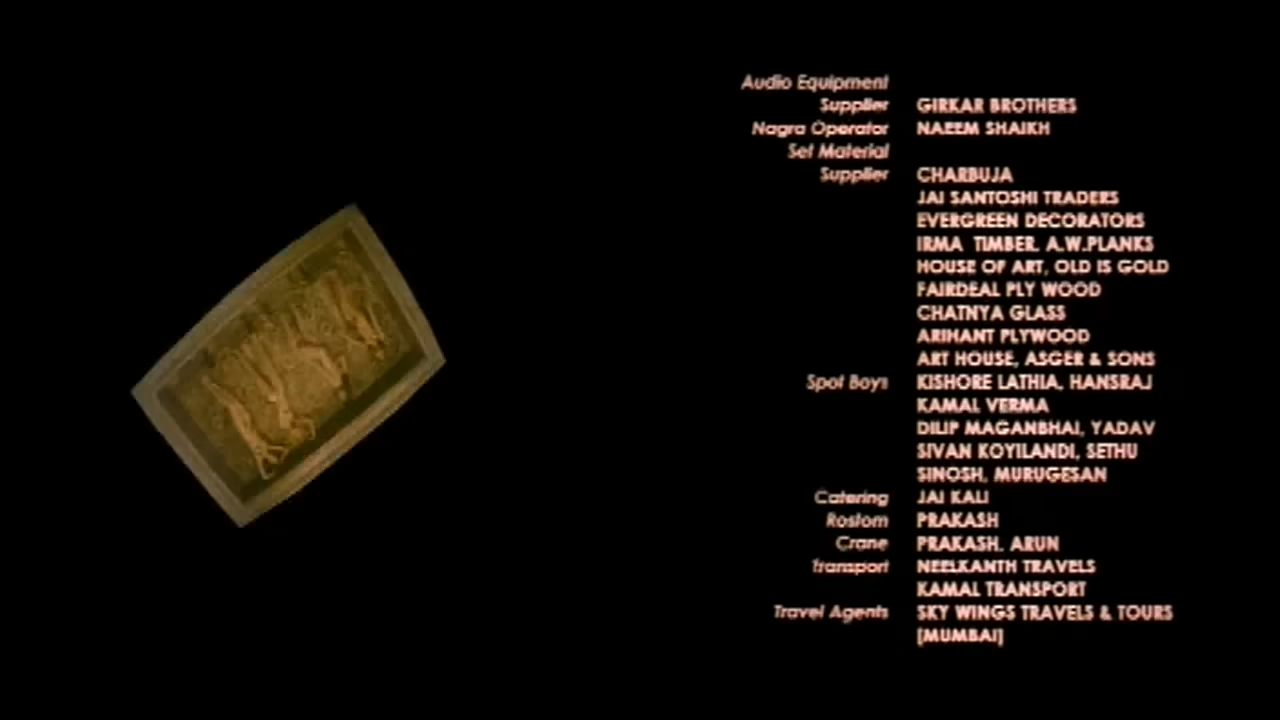 Audio Equipment
Supplier GIRKAR BROTHERS
Nagra Operator NAEEM SHAIKH
Set Material
Supplier CHARBUJA
JAI SANTOSHI TRADERS
EVERGREEN DECORATORS
IRMA TIMBER. A.W.PLANKS
HOUSE OF ART, OLD IS GOLD
FAIRDEAL PLY WOOD
CHATNYA GLASS
ARIHANT PLYWOOD
ART HOUSE, ASGER & SONS
Spot Boys KISHORE LATHIA, HANSRAJ
KAMAL VERMA
DILIP MAGANBHAI, YADAV
SIVAN KOYILANDI, SETHU
SINOSH, MURUGESAN
Catering JAI KALI
Rostom PRAKASH
Crane PRAKASH. ARUN
Transport NEELKANTH TRAVELS
KAMAL TRANSPORT
Travel Agents SKY WINGS TRAVELS & TOURS
[MUMBAI]